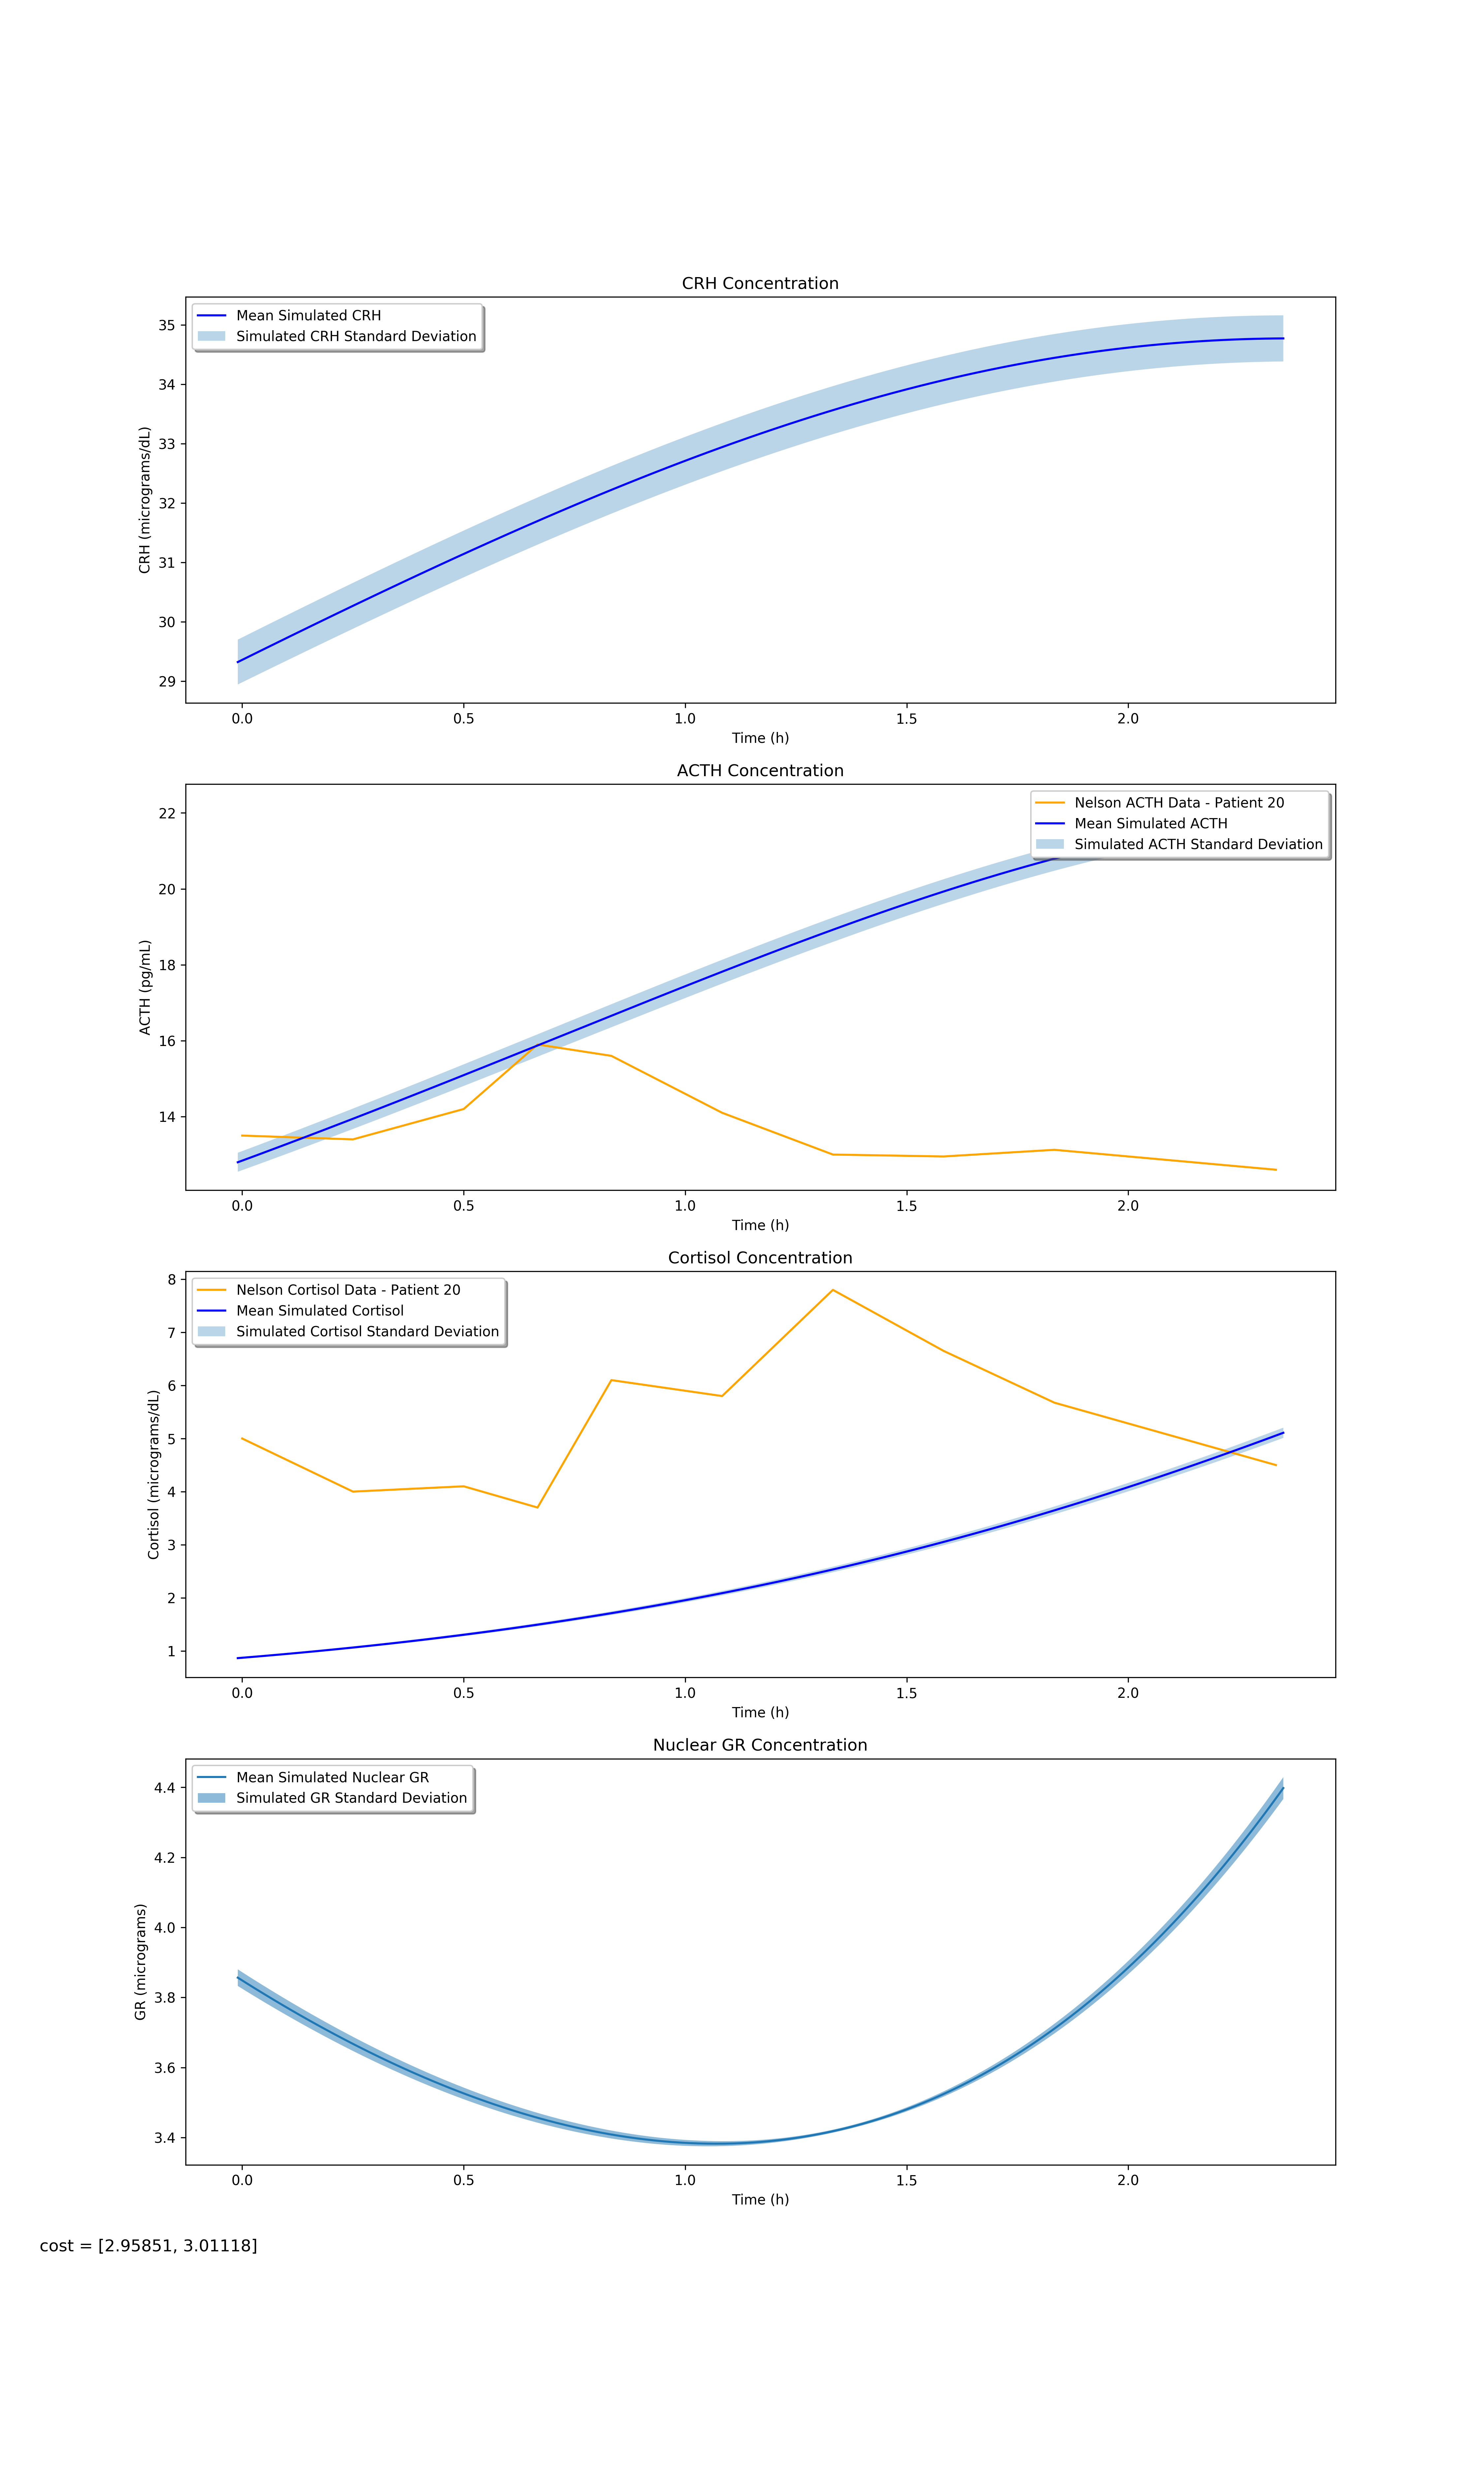 CRH Concentration
Mean Simulated CRH
Simulated CRH Standard Deviation
35
34
33
32
31
30
29
CRH (micrograms/dL)
0.0 0.5 1.0 1.5 2.0
Time (h)
ACTH Concentration
Nelson ACTH Data - Patient 20
Mean Simulated ACTH
Simulated ACTH Standard Deviation
22
20
18
16
14
ACTH (pg/mL)
0.0 0.5 1.0 1.5 2.0
Time (h)
Cortisol Concentration
Nelson Cortisol Data - Patient 20
Mean Simulated Cortisol
Simulated Cortisol Standard Deviation
8
7
6
5
4
3
2
1
Cortisol (micrograms/dL)
0.0 0.5 1.0 1.5 2.0
Time (h)
Nuclear GR Concentration
Mean Simulated Nuclear GR
Simulated GR Standard Deviation
4.4
4.2
4.0
3.8
3.6
3.4
GR (micrograms)
0.0 0.5 1.0 1.5 2.0
Time (h)
cost = [2.95851, 3.01118]